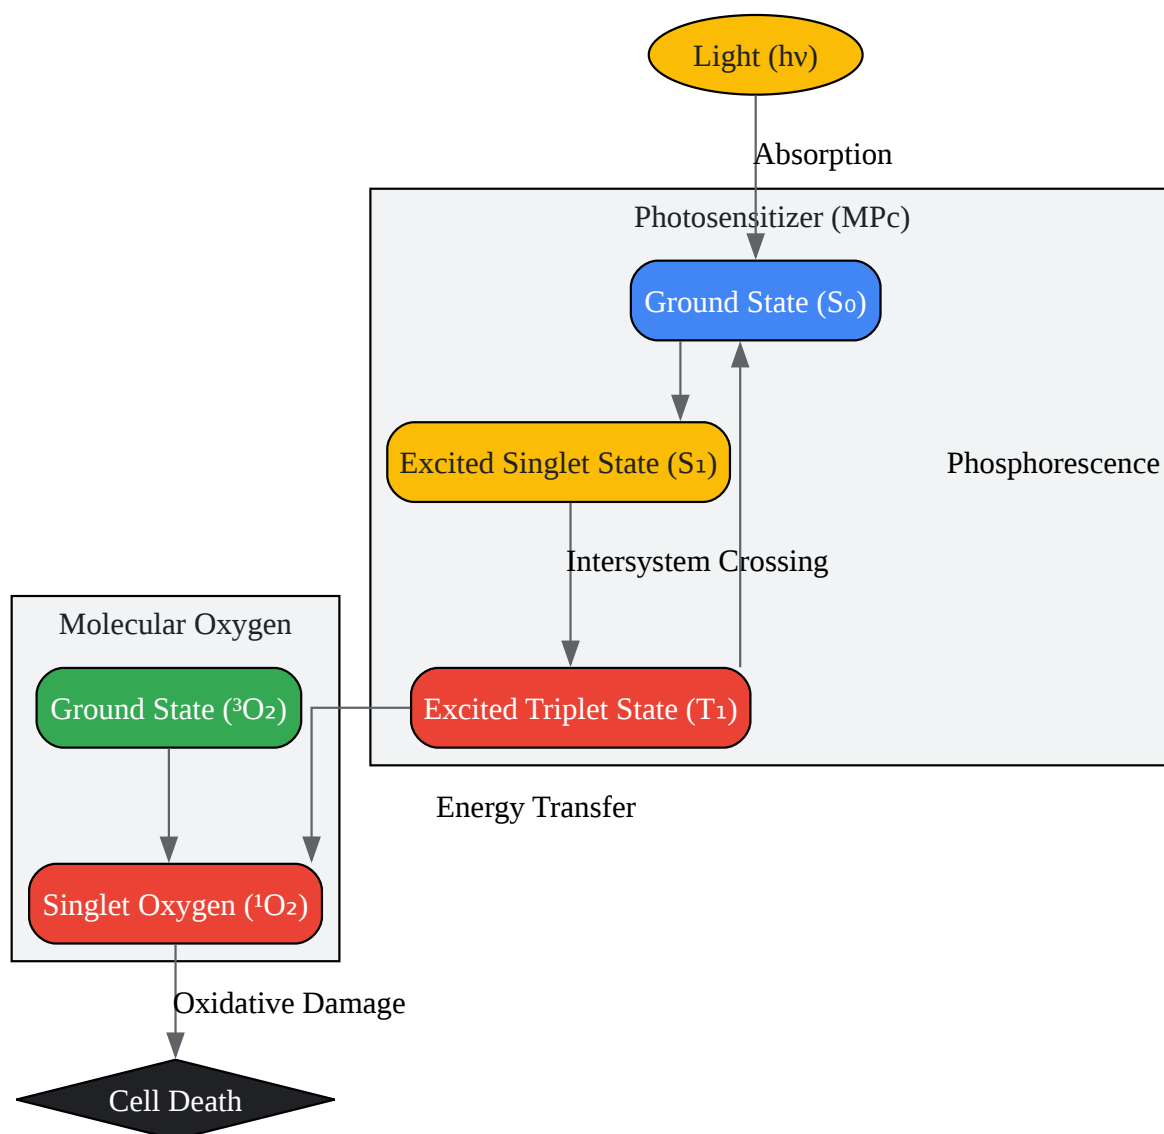 Light (hν)
Absorption
Photosensitizer (MPc)
Ground State (S₀)
Excited Singlet State (S₁)
Phosphorescence
Intersystem Crossing
Molecular Oxygen
Ground State (³O₂)
Excited Triplet State (T₁)
Energy Transfer
Singlet Oxygen (¹O₂)
Oxidative Damage
Cell Death